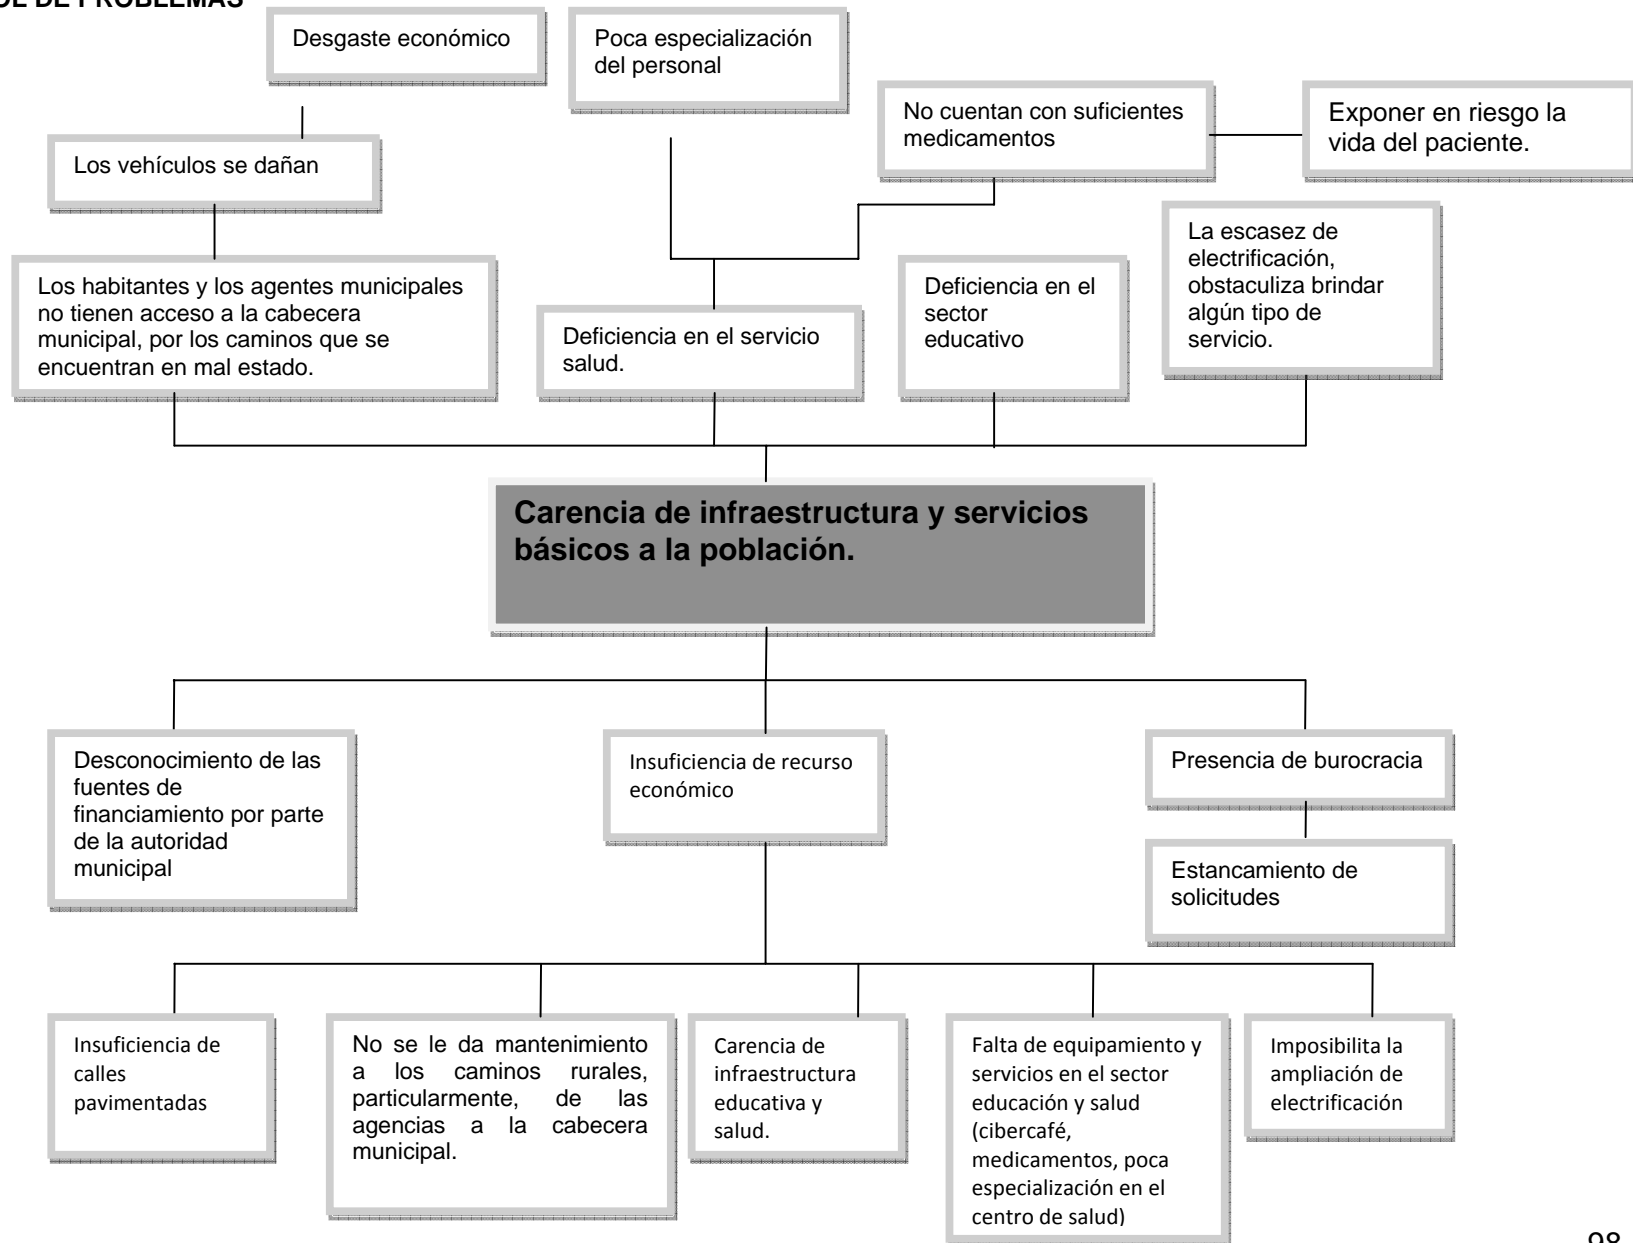 DE PROBLEMAS
Desgaste económico
Poca especialización
del personal
No cuentan con suficientes
medicamentos
Exponer en riesgo la
vida del paciente.
Los vehículos se dañan
La escasez de
electrificación,
obstaculiza brindar
algún tipo de
servicio.
Los habitantes y los agentes municipales
no tienen acceso a la cabecera
municipal, por los caminos que se
encuentran en mal estado.
Deficiencia en el servicio
salud.
Deficiencia en el
sector
educativo
Carencia de infraestructura y servicios
básicos a la población.
Desconocimiento de las
fuentes de
financiamiento por parte
de la autoridad
municipal
Insuficiencia de recurso
económico
Presencia de burocracia
Estancamiento de
solicitudes
Insuficiencia de
calles
pavimentadas
No se le da mantenimiento
a los caminos rurales,
particularmente, de las
agencias a la cabecera
municipal.
Carencia de
infraestructura
educativa y
salud.
Falta de equipamiento y
servicios en el sector
educación y salud
(cibercafé,
medicamentos, poca
especialización en el
centro de salud)
Imposibilita la
ampliación de
electrificación
98